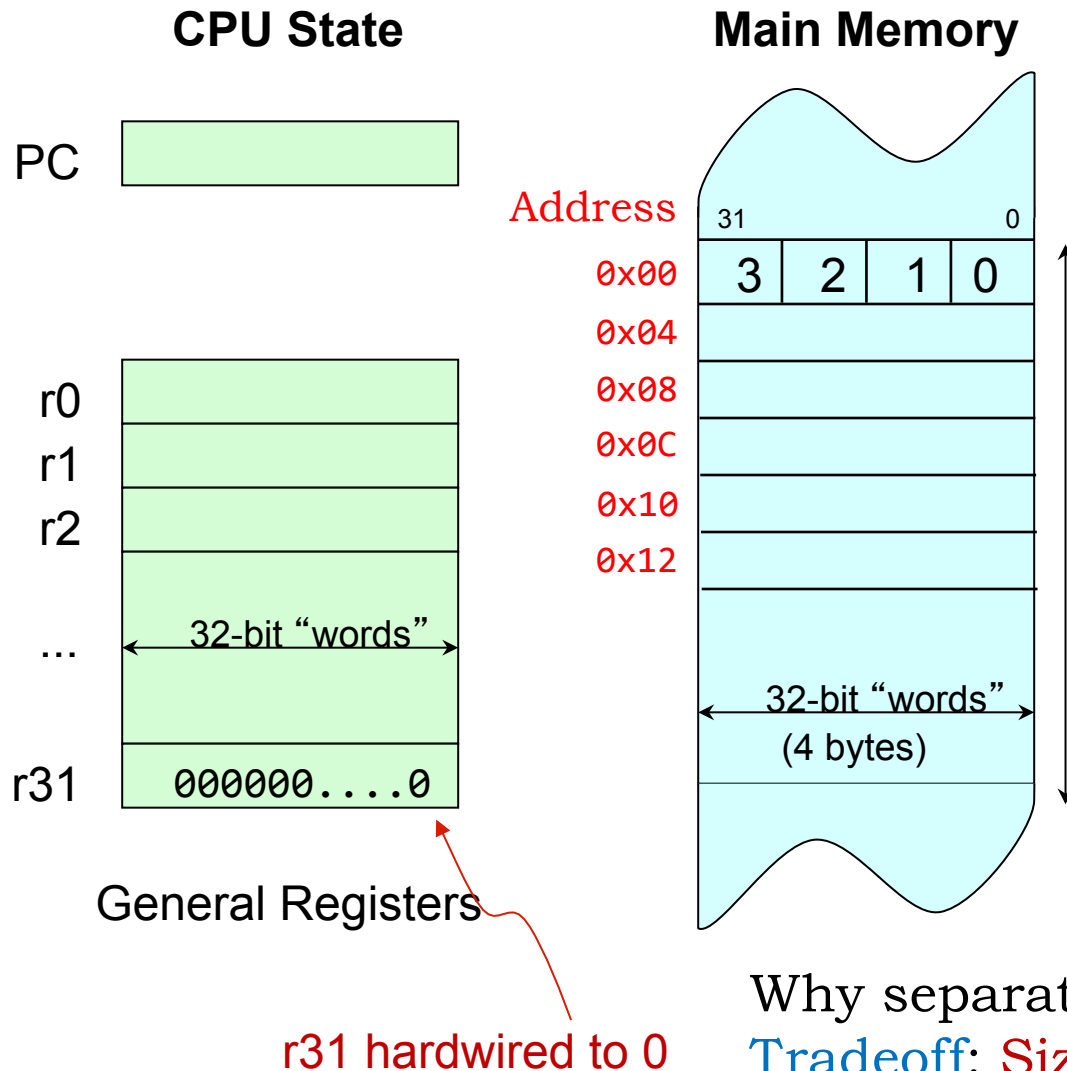 CPU State
PC
r0
r1
r2
...
32-bit “words”
r31
000000....0
General Registers
r31 hardwired to 0
Main Memory
Address
31 0
0x00
3 2 1 0
0x04
0x08
0x0C
0x10
0x12
32-bit “words”
(4 bytes)
Why
Tradeoff: